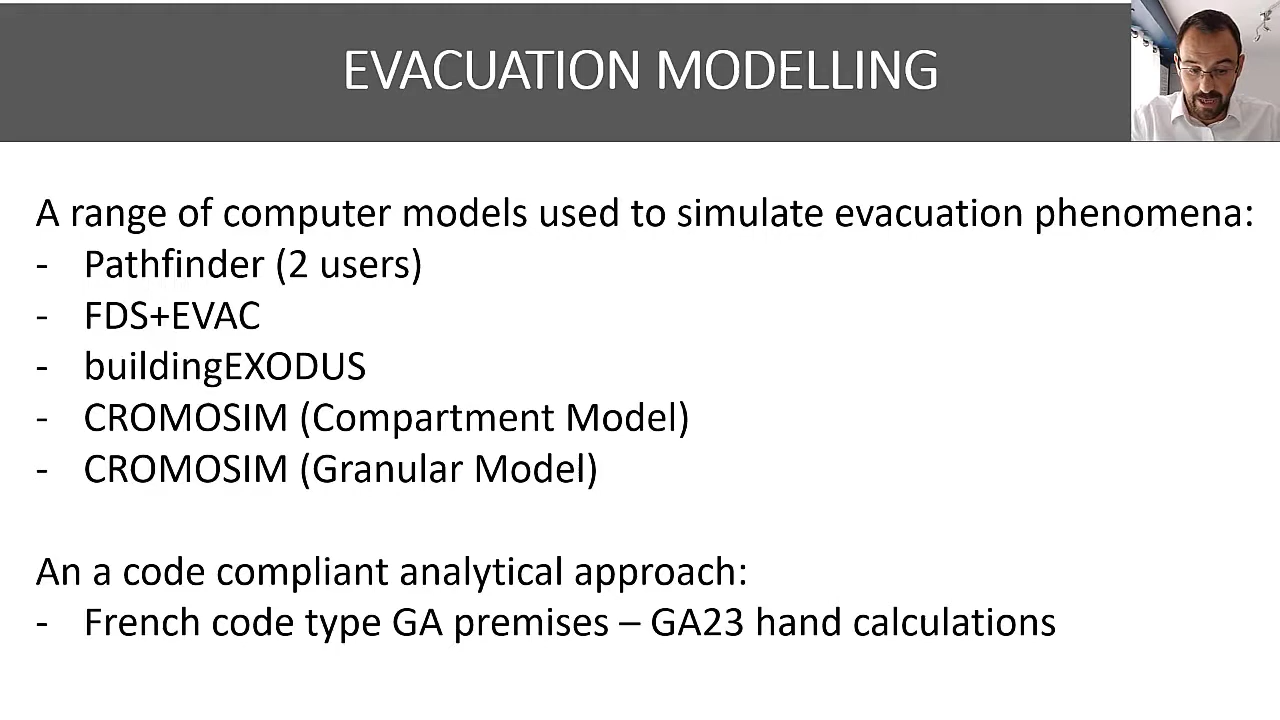 EVACUATION MODELLING
A range of computer models used to simulate evacuation phenomena:
- Pathfinder (2 users)
- FDS+EVAC
- buildingEXODUS
- CROMOSIM (Compartment Model)
- CROMOSIM (Granular Model)
An a code compliant analytical approach:
- French code type GA premises – GA23 hand calculations